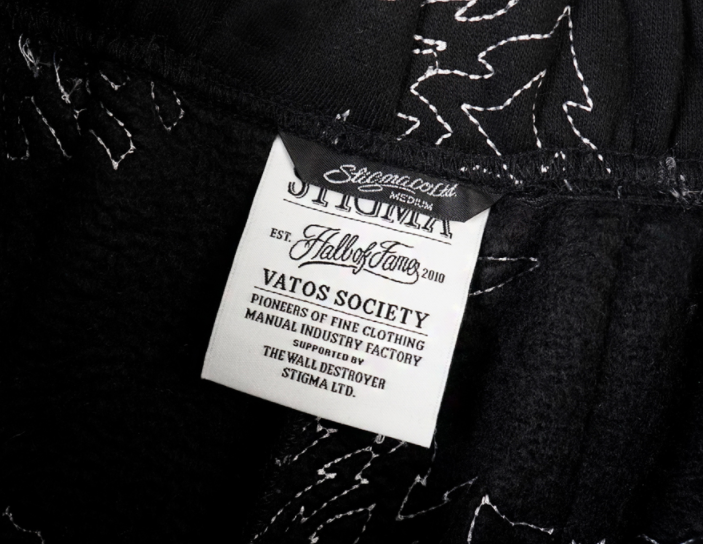 Stigmacoltd.
MEDIUM
STIGMA
EST. Hall of Fame 2010
VATOS SOCIETY
PIONEERS OF FINE CLOTHING
MANUAL INDUSTRY FACTORY
SUPPORTED BY
THE WALL DESTROYER
STIGMA LTD.